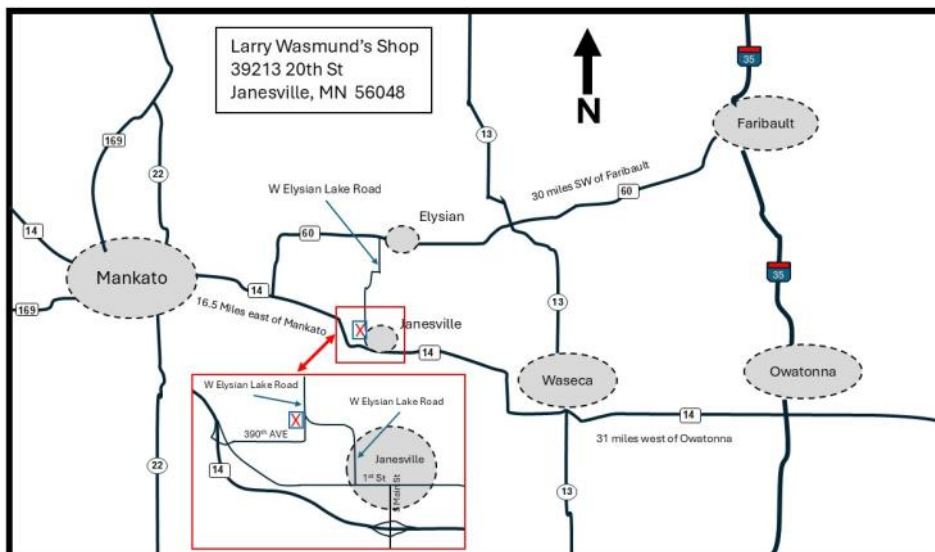 Larry Wasmund's Shop
39213 20th St
Janesville, MN 56048
N
35
Faribault
169
22
13
30 miles SW of Faribault
60
W Elysian Lake Road
Elysian
14
60
Mankato
14
16.5 Miles east of Mankato
169
35
13
X
Janesville
14
Waseca
Owatonna
14
31 miles west of Owatonna
W Elysian Lake Road
W Elysian Lake Road
X
390th AVE
Janesville
14
1st St
S Main St
22
13